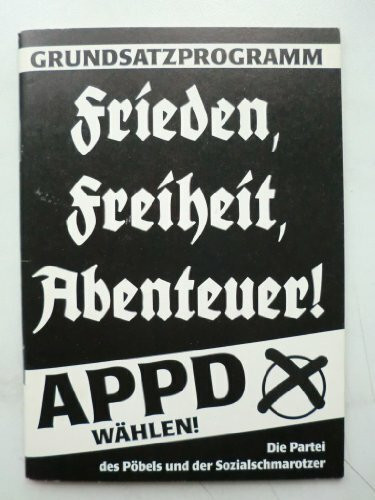 GRUNDSATZPROGRAMM
Frieden,
Freiheit,
Abenteuer!
APPD
WÄHLEN!
Die Partei
des Pöbels und der Sozialschmarotzer